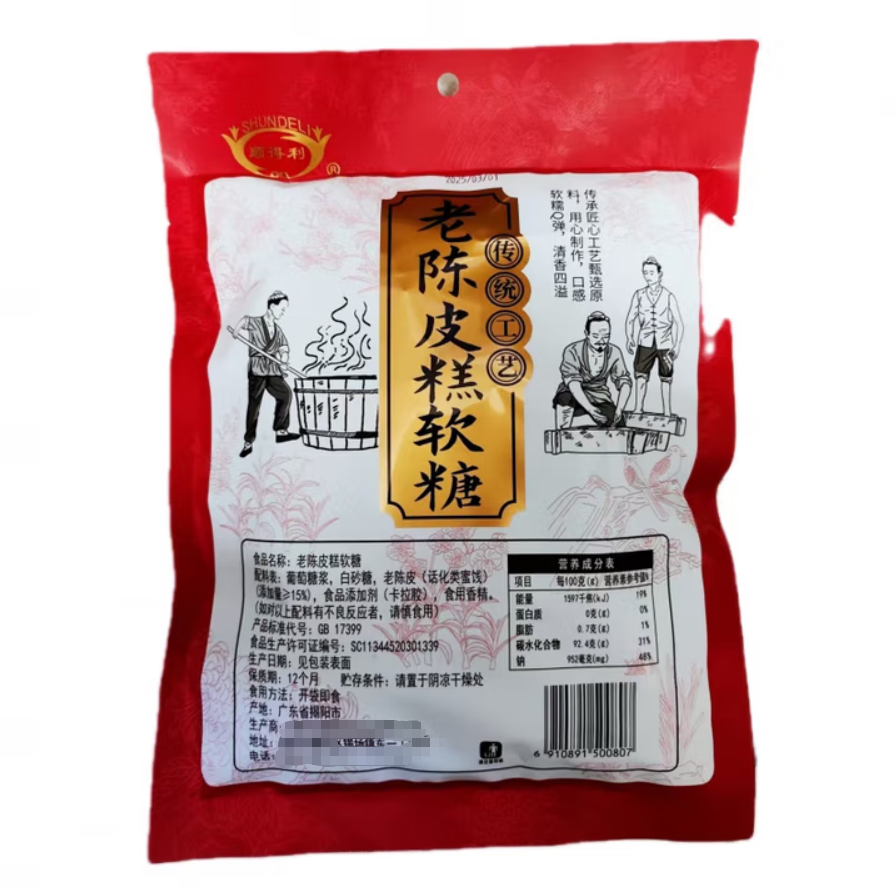 SHUNDELI
顺得利
®
2025/03/01
老陈皮糕软糖
传统工艺
传承匠心工艺甄选原
料，用心制作，口感
软糯Q弹，清香四溢
食品名称：老陈皮糕软糖
配料表：葡萄糖浆，白砂糖，老陈皮（话化类蜜饯）
（添加量≥15%），食品添加剂（卡拉胶），食用香精。
（如对以上配料有不良反应者，请慎食用）
产品标准代号：GB 17399
食品生产许可证编号：SC11344520301339
生产日期：见包装表面
保质期：12个月 贮存条件：请置于阴凉干燥处
食用方法：开袋即食
产地：广东省揭阳市
生产商：
地址：
电话：
营养成分表
项目 每100克(g) 营养素参考值%
能量 1597千焦(kJ) 19%
蛋白质 0克(g) 0%
脂肪 0.7克(g) 1%
碳水化合物 92.4克(g) 31%
钠 952毫克(mg) 48%
6 910891 500807